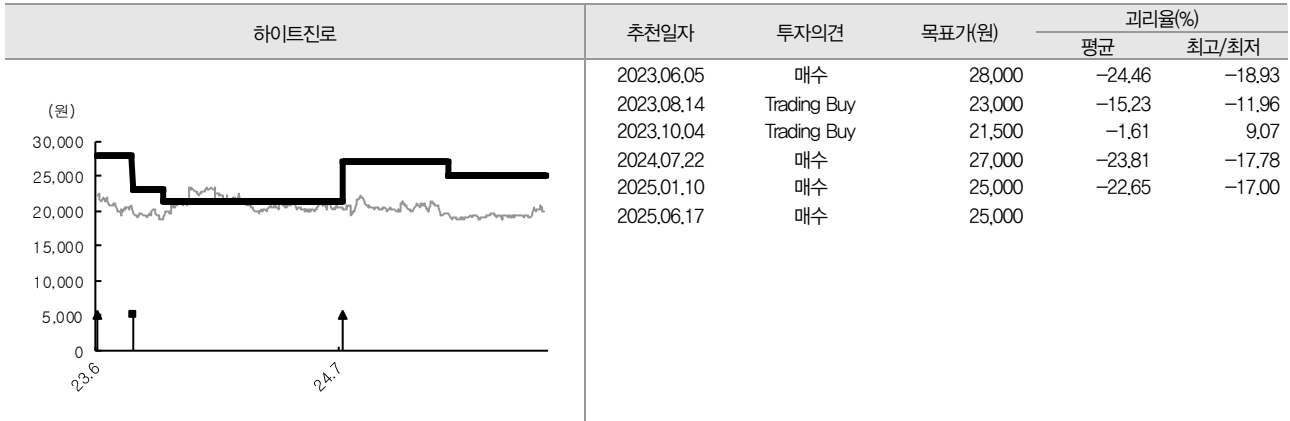 하이트진로
추천일자 투자의견 목표가(원) 괴리율(%)
평균 최고/최저
(원)
30,000
25,000
20,000
15,000
10,000
5,000
0
23.6 24.7
2023.06.05 매수 28,000 -24.46 -18.93
2023.08.14 Trading Buy 23,000 -15.23 -11.96
2023.10.04 Trading Buy 21,500 -1.61 9.07
2024.07.22 매수 27,000 -23.81 -17.78
2025.01.10 매수 25,000 -22.65 -17.00
2025.06.17 매수 25,000